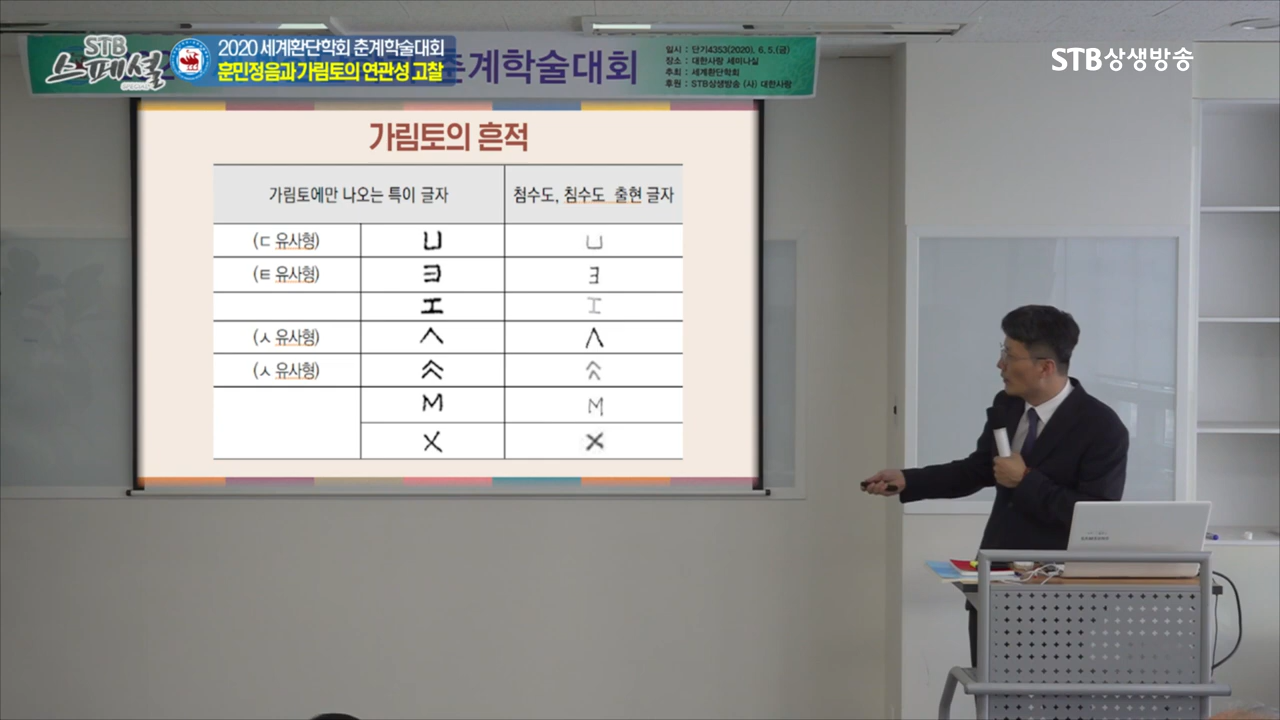 STB
스페셜
SPECIAL
2020 세계환단학회 춘계학술대회
훈민정음과 가림토의 연관성 고찰
춘계학술대회
일시 : 단기4353(2020). 6. 5.(금)
장소 : 대한사랑 세미나실
주최 : 세계환단학회
후원 : STB상생방송 (사) 대한사랑
STB상생방송
가림토의 흔적
가림토에만 나오는 특이 글자 첨수도, 침수도 출현 글자
(ㄷ 유사형)
(ㅌ 유사형) ヨ ヨ
エ エ
(ㅅ 유사형) ㅅ ㅅ
(ㅅ 유사형)
M M
X X
SAMSUNG